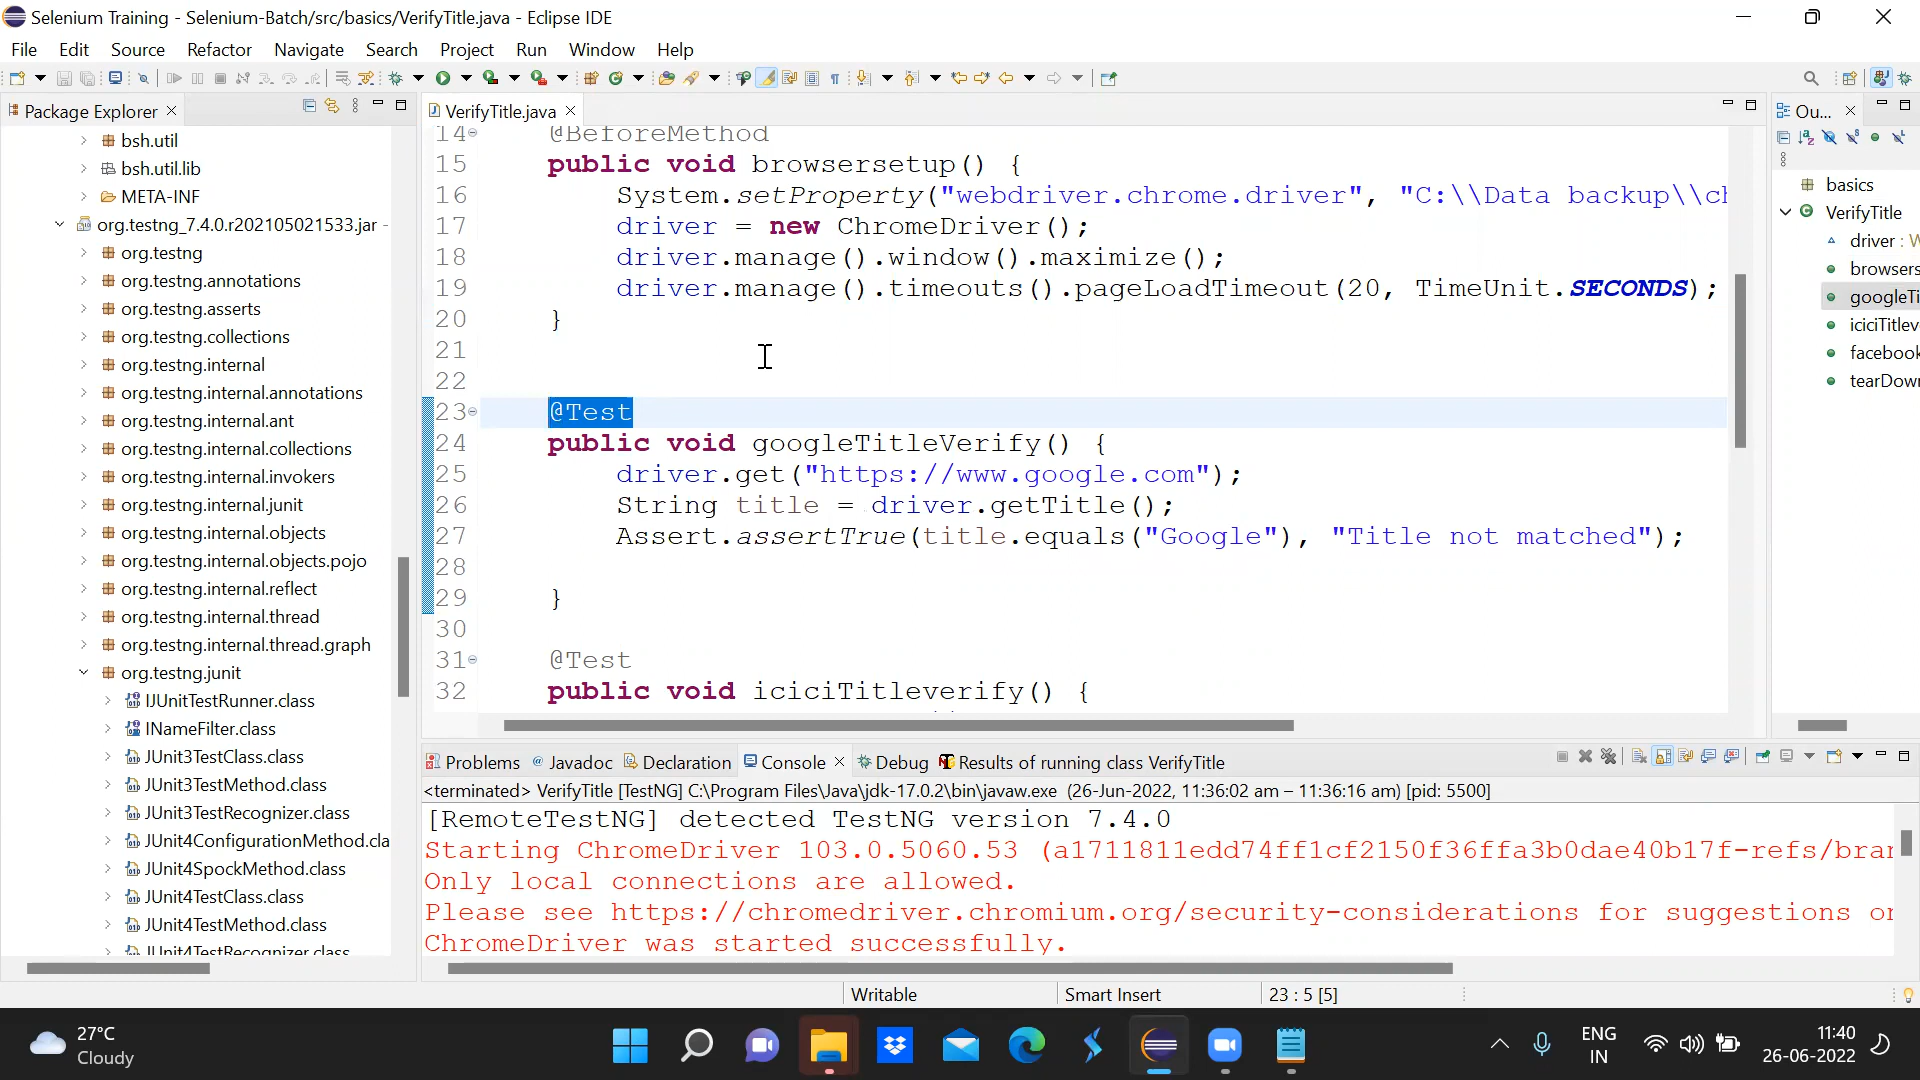 Selenium Training - Selenium-Batch/src/basics/VerifyTitle.java - Eclipse IDE
File Edit Source Refactor Navigate Search Project Run Window Help
Package Explorer
bsh.util
bsh.util.lib
META-INF
org.testng_7.4.0.r202105021533.jar -
org.testng
org.testng.annotations
org.testng.asserts
org.testng.collections
org.testng.internal
org.testng.internal.annotations
org.testng.internal.ant
org.testng.internal.collections
org.testng.internal.invokers
org.testng.internal.junit
org.testng.internal.objects
org.testng.internal.objects.pojo
org.testng.internal.reflect
org.testng.internal.thread
org.testng.internal.thread.graph
org.testng.junit
IJUnitTestRunner.class
INameFilter.class
JUnit3TestClass.class
JUnit3TestMethod.class
JUnit3TestRecognizer.class
JUnit4ConfigurationMethod.cla
JUnit4SpockMethod.class
JUnit4TestClass.class
JUnit4TestMethod.class
JUnit4TestRecognizer.class
VerifyTitle.java
14 @BeforeMethod
15 public void browsersetup() {
16 System.setProperty("webdriver.chrome.driver", "C:\\Data backup\\ch
17 driver = new ChromeDriver();
18 driver.manage().window().maximize();
19 driver.manage().timeouts().pageLoadTimeout(20, TimeUnit.SECONDS);
20 }
21
22
23 @Test
24 public void googleTitleVerify() {
25 driver.get("https://www.google.com");
26 String title = driver.getTitle();
27 Assert.assertTrue(title.equals("Google"), "Title not matched");
28
29 }
30
31 @Test
32 public void iciciTitleverify() {
Ou...
basics
VerifyTitle
driver : W
browsers
googleTi
iciciTitlev
facebook
tearDow
Problems @ Javadoc Declaration Console Debug Results of running class VerifyTitle
<terminated> VerifyTitle [TestNG] C:\Program Files\Java\jdk-17.0.2\bin\javaw.exe (26-Jun-2022, 11:36:02 am – 11:36:16 am) [pid: 5500]
[RemoteTestNG] detected TestNG version 7.4.0
Starting ChromeDriver 103.0.5060.53 (a1711811edd74ff1cf2150f36ffa3b0dae40b17f-refs/bran
Only local connections are allowed.
Please see https://chromedriver.chromium.org/security-considerations for suggestions on
ChromeDriver was started successfully.
Writable Smart Insert 23 : 5 [5]
27°C
Cloudy
ENG
IN
11:40
26-06-2022